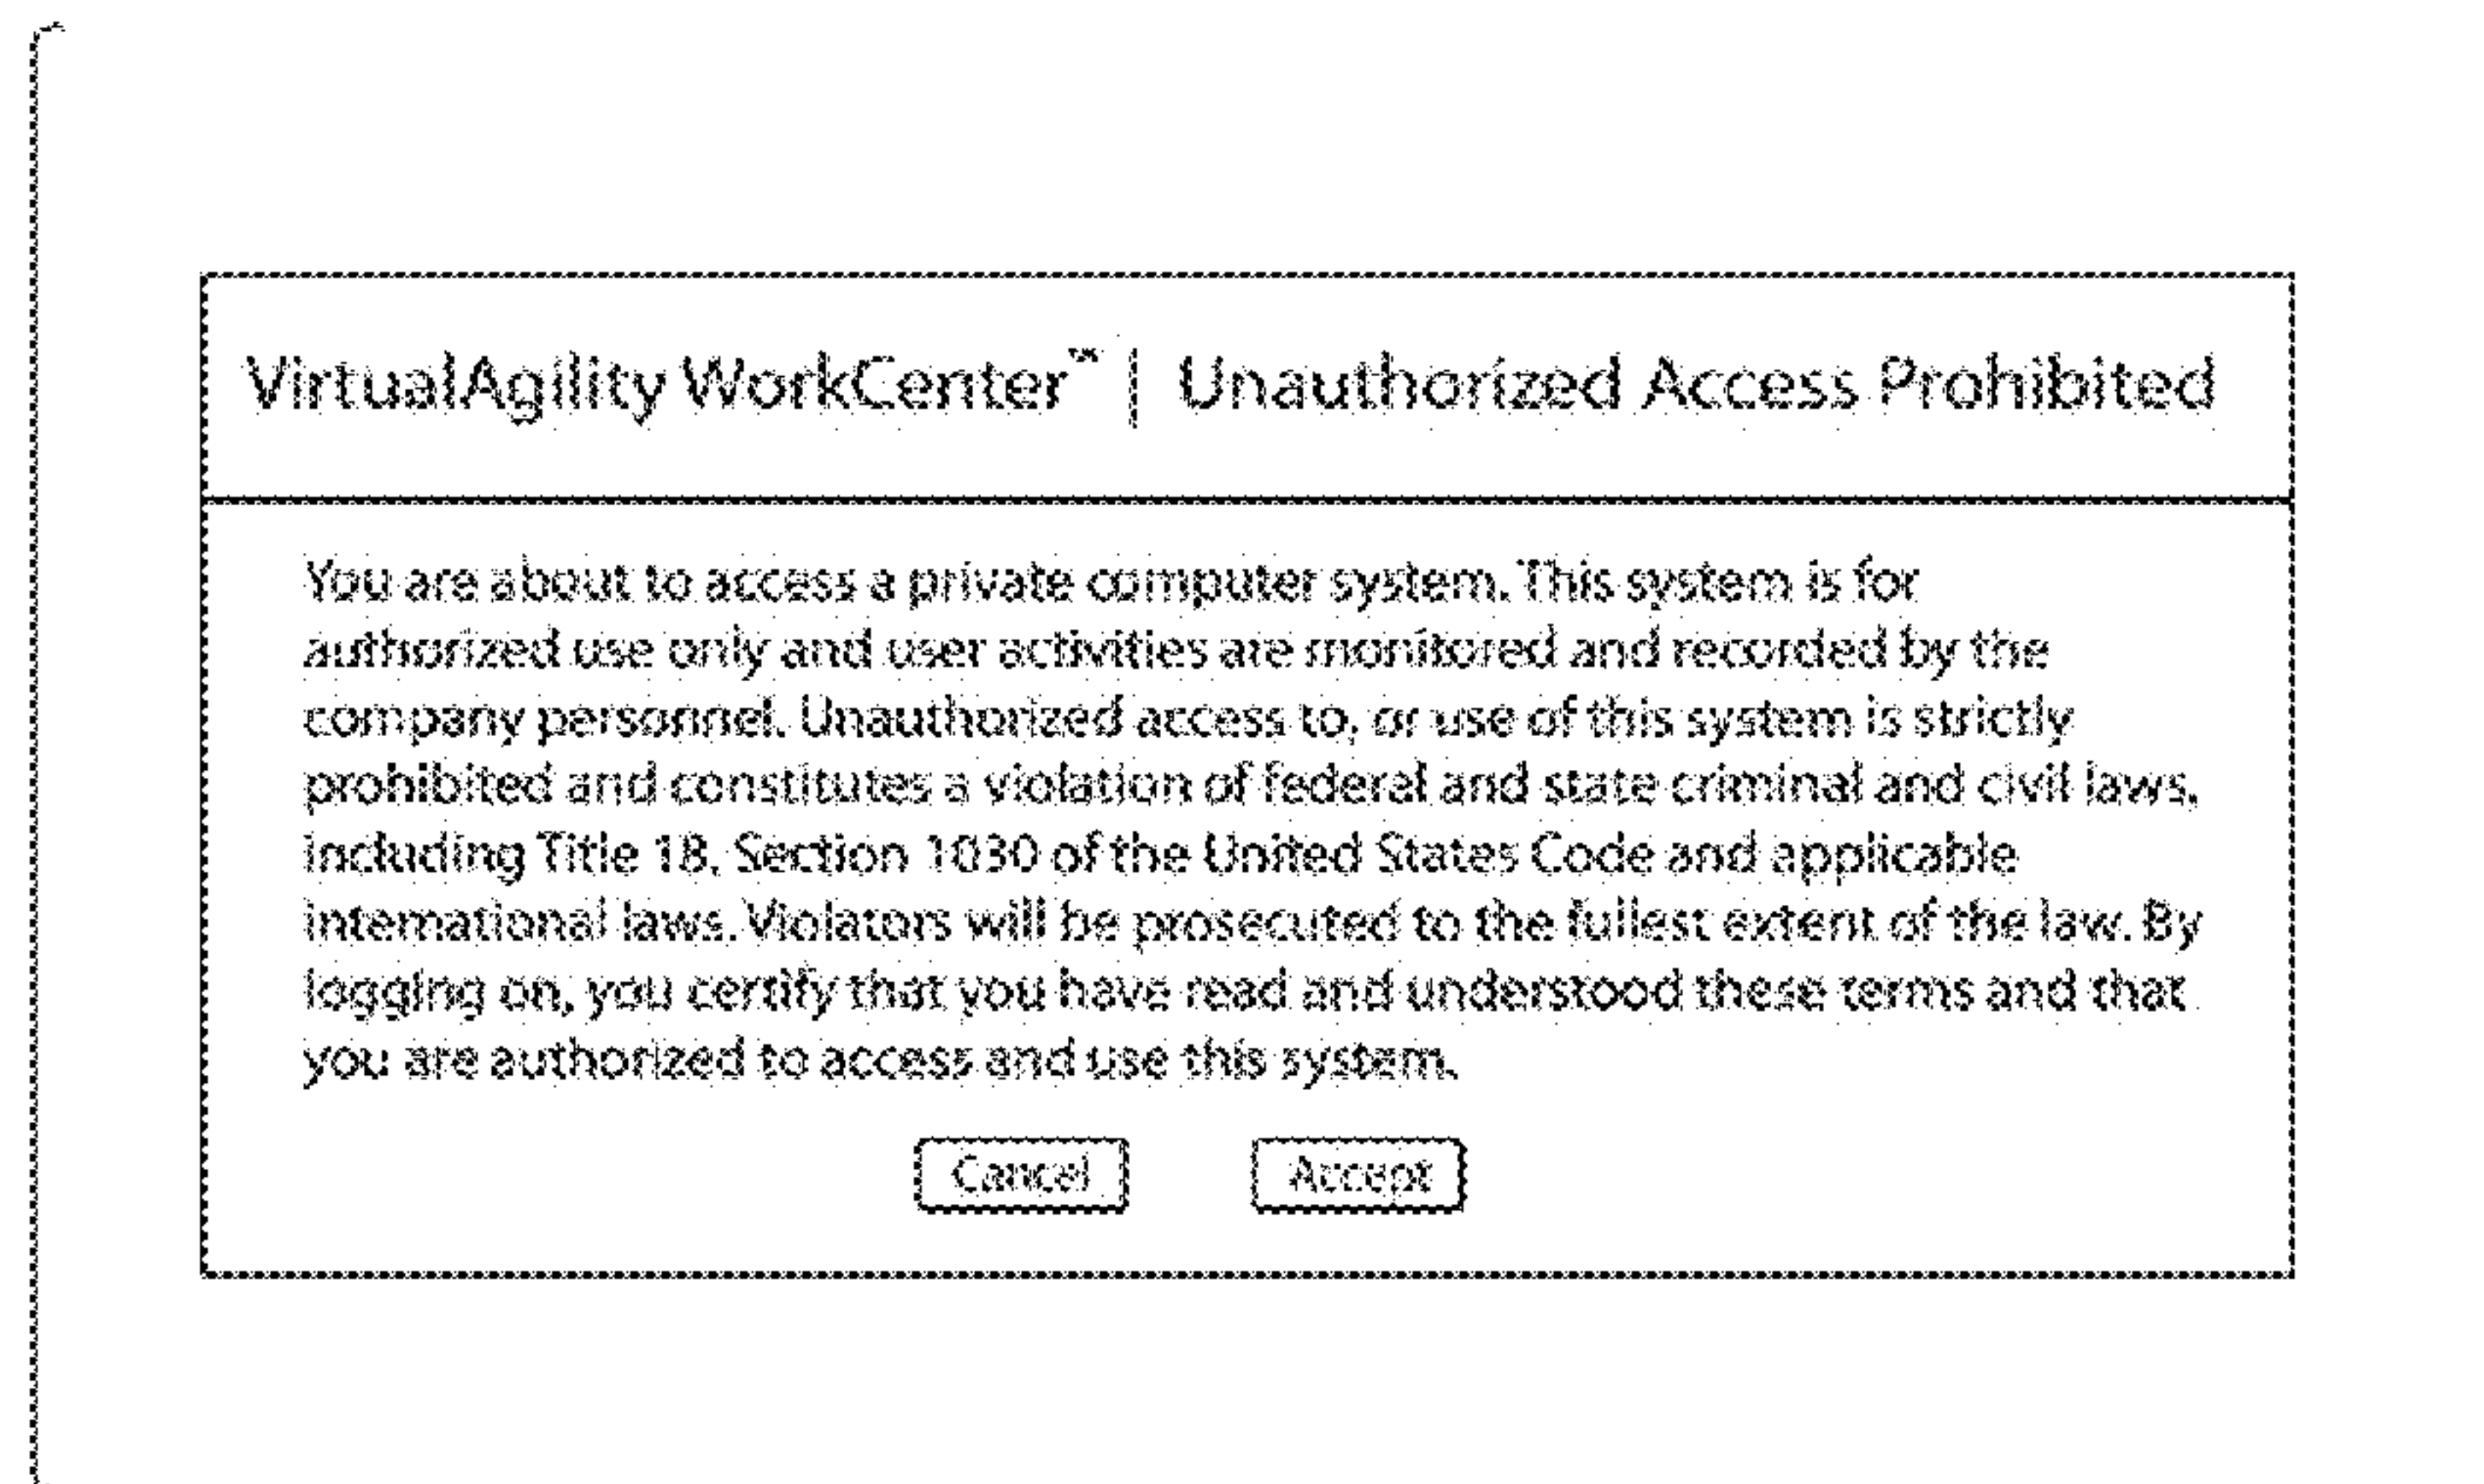 VirtualAgility WorkCenter™ | Unauthorized Access Prohibited
You are about to access a private computer system. This system is for
authorized use only and user activities are monitored and recorded by the
company personnel. Unauthorized access to, or use of this system is strictly
prohibited and constitutes a violation of federal and state criminal and civil laws,
including Title 18, Section 1030 of the United States Code and applicable
international laws. Violators will be prosecuted to the fullest extent of the law. By
logging on, you certify that you have read and understood these terms and that
you are authorized to access and use this system.
Cancel Accept